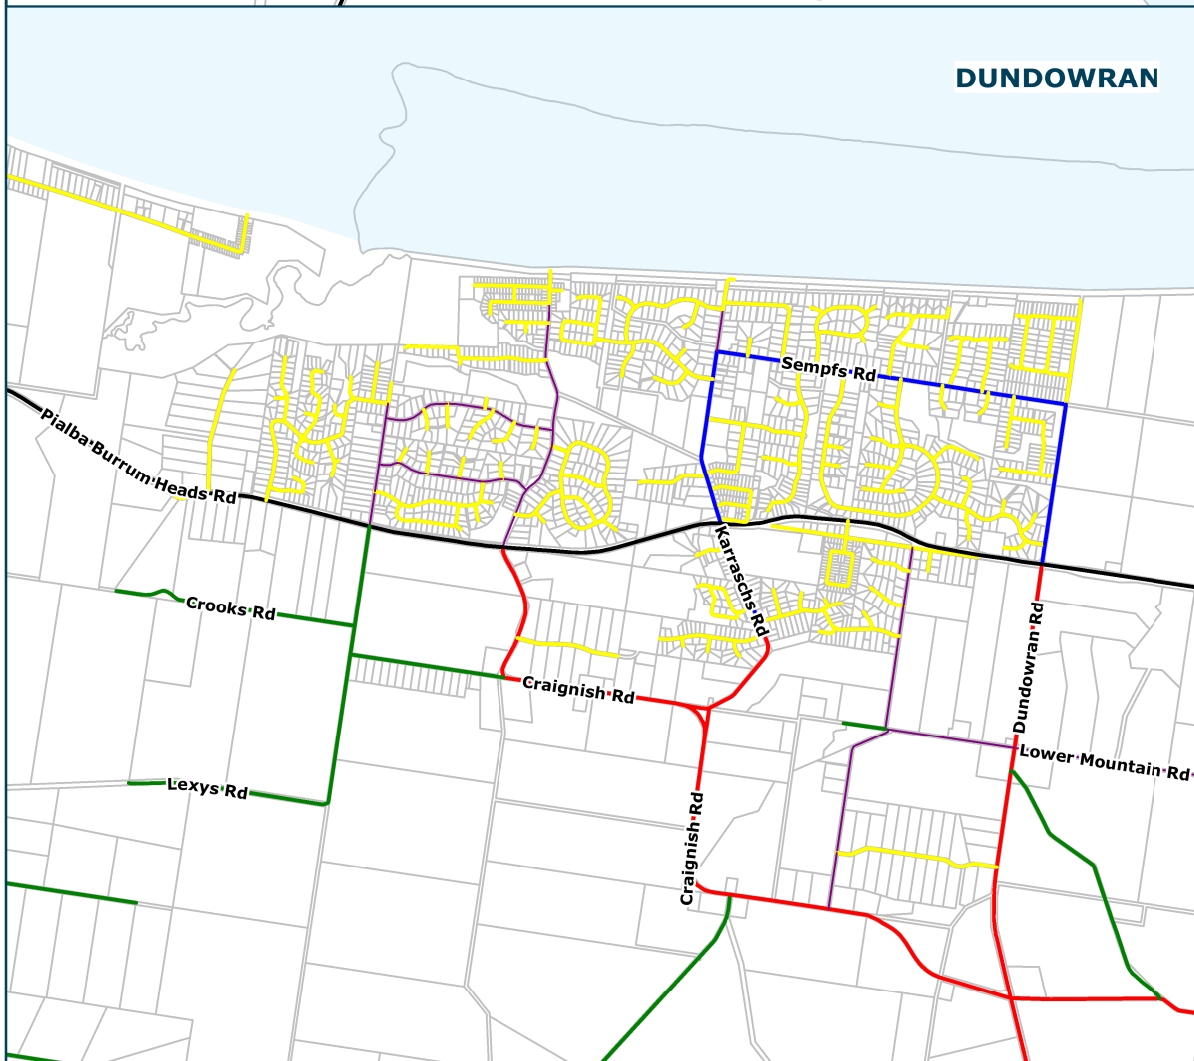 DUNDOWRAN
Sempfs Rd
Pialba Burrum Heads Rd
Karraschs Rd
Crooks Rd
Dundowran Rd
Craignish Rd
Lower Mountain Rd
Lexys Rd
Craignish Rd